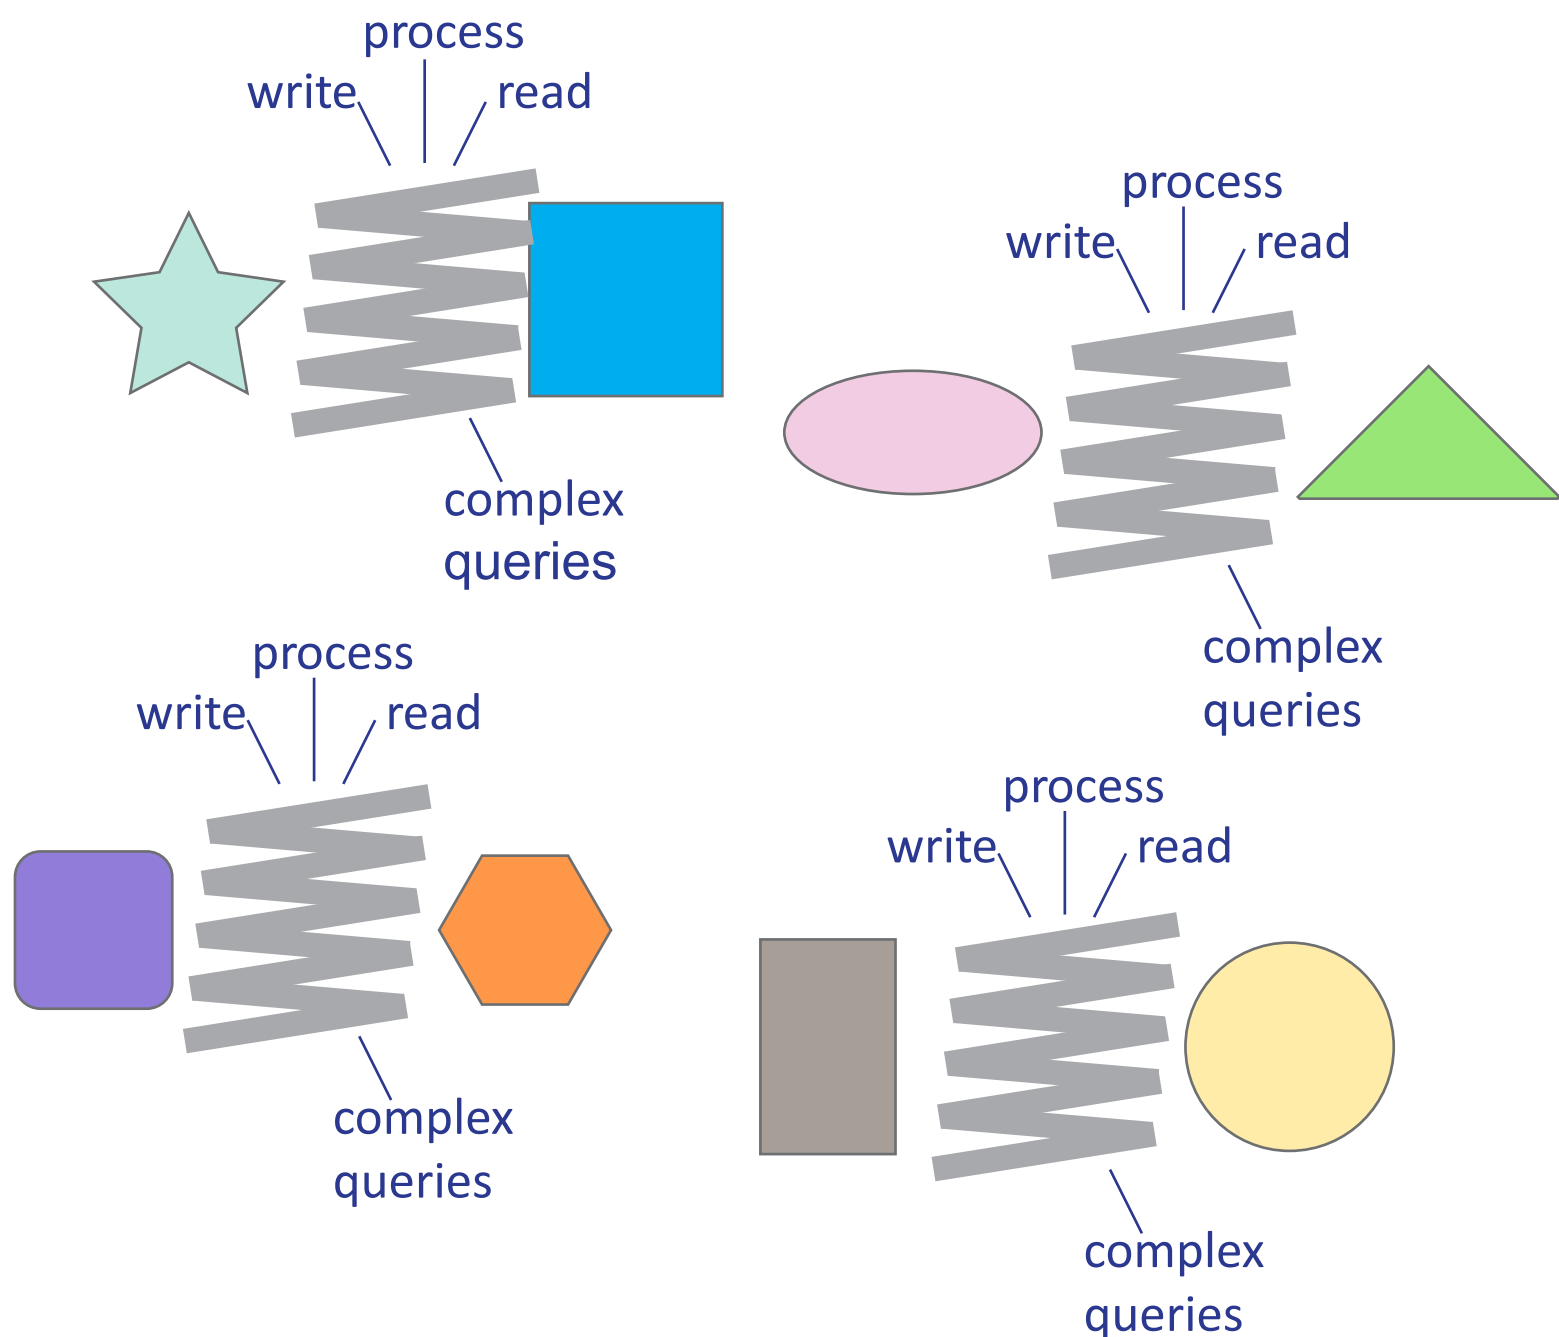 process
write read
complex
queries
process
write read
complex
queries
process
write read
complex
queries
process
write read
complex
queries